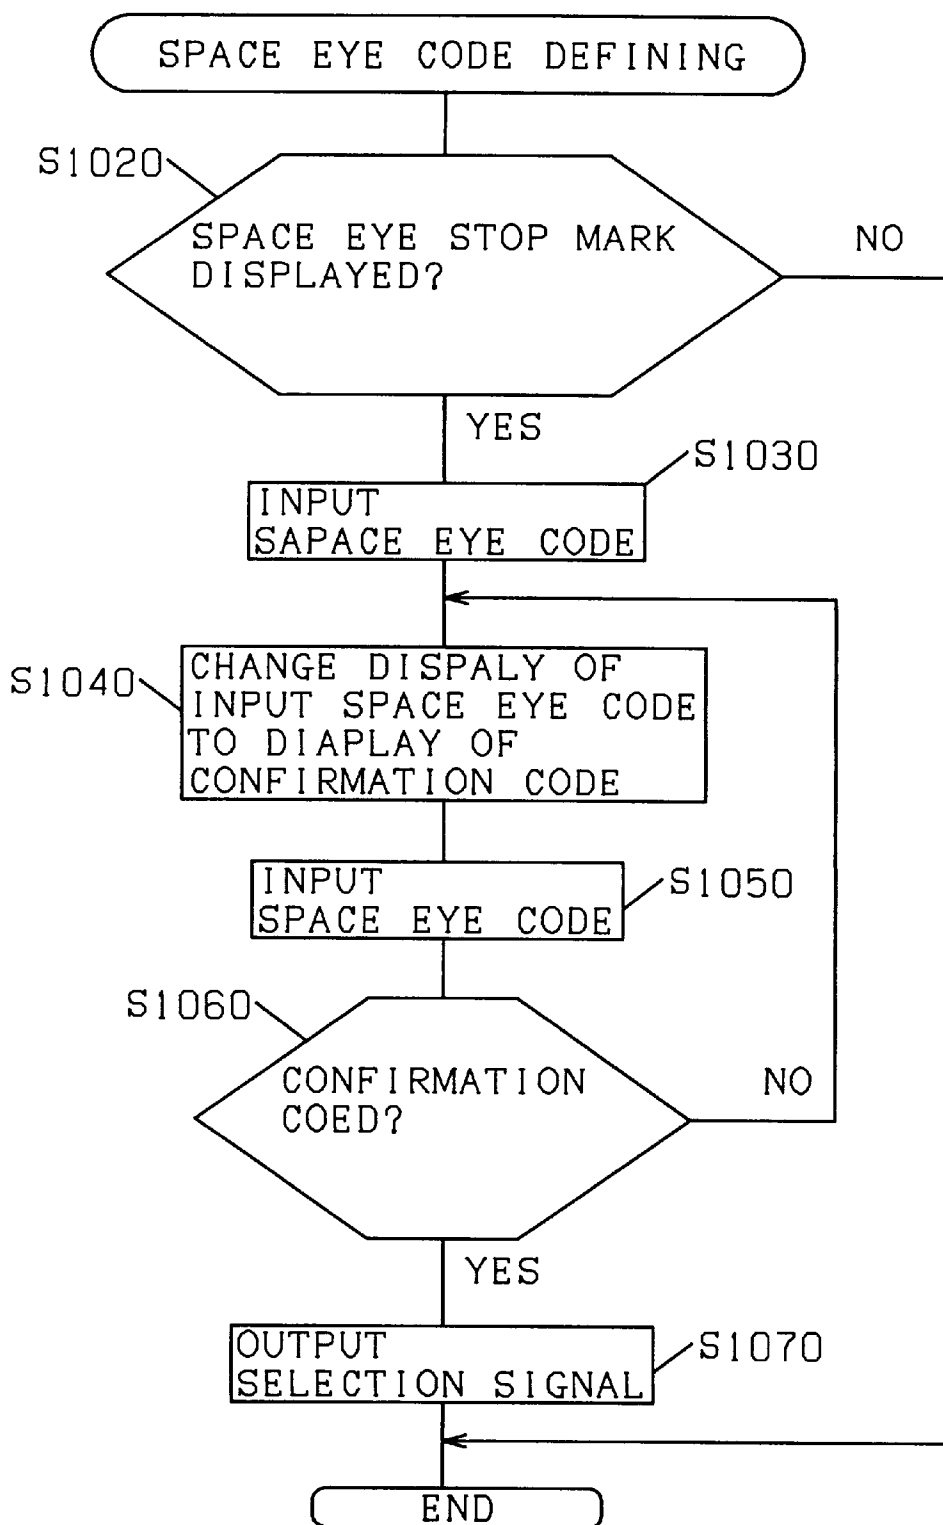 SPACE EYE CODE DEFINING
S1020
SPACE EYE STOP MARK
DISPLAYED?
NO
YES
S1030
INPUT
SAPACE EYE CODE
S1040
CHANGE DISPALY OF
INPUT SPACE EYE CODE
TO DIAPLAY OF
CONFIRMATION CODE
INPUT
SPACE EYE CODE
S1050
S1060
CONFIRMATION
COED?
NO
YES
OUTPUT
SELECTION SIGNAL
S1070
END